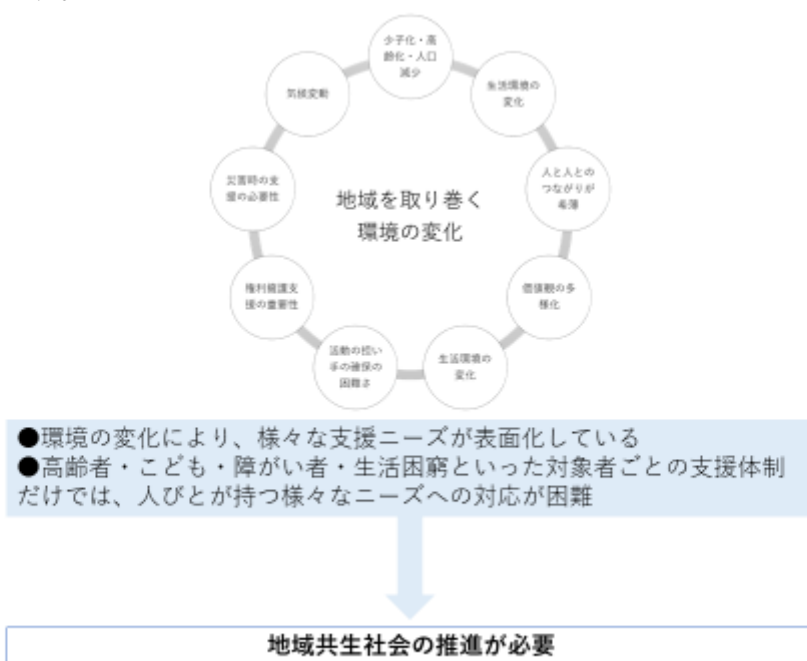 少子化・高
齢化・人口
減少
生活環境の
変化
人と人との
つながりが
希薄
価値観の多
様化
生活環境の
変化
活動の担い
手の確保の
困難さ
権利擁護支
援の重要性
災害時の支
援の必要性
気候変動
地域を取り巻く
環境の変化
●環境の変化により、様々な支援ニーズが表面化している
●高齢者・こども・障がい者・生活困窮といった対象者ごとの支援体制
だけでは、人びとが持つ様々なニーズへの対応が困難
地域共生社会の推進が必要